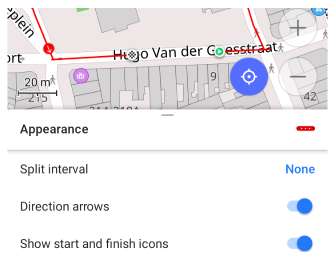 eplein
ort
Hugo Van der Goesstraat
9
20 m
215
42
Appearance
Split interval
None
Direction arrows
Show start and finish icons